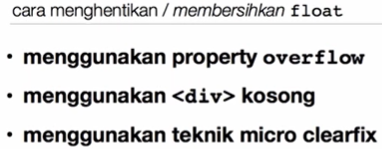 cara menghentikan / membersihkan float
• menggunakan property overflow
• menggunakan <div> kosong
• menggunakan teknik micro clearfix